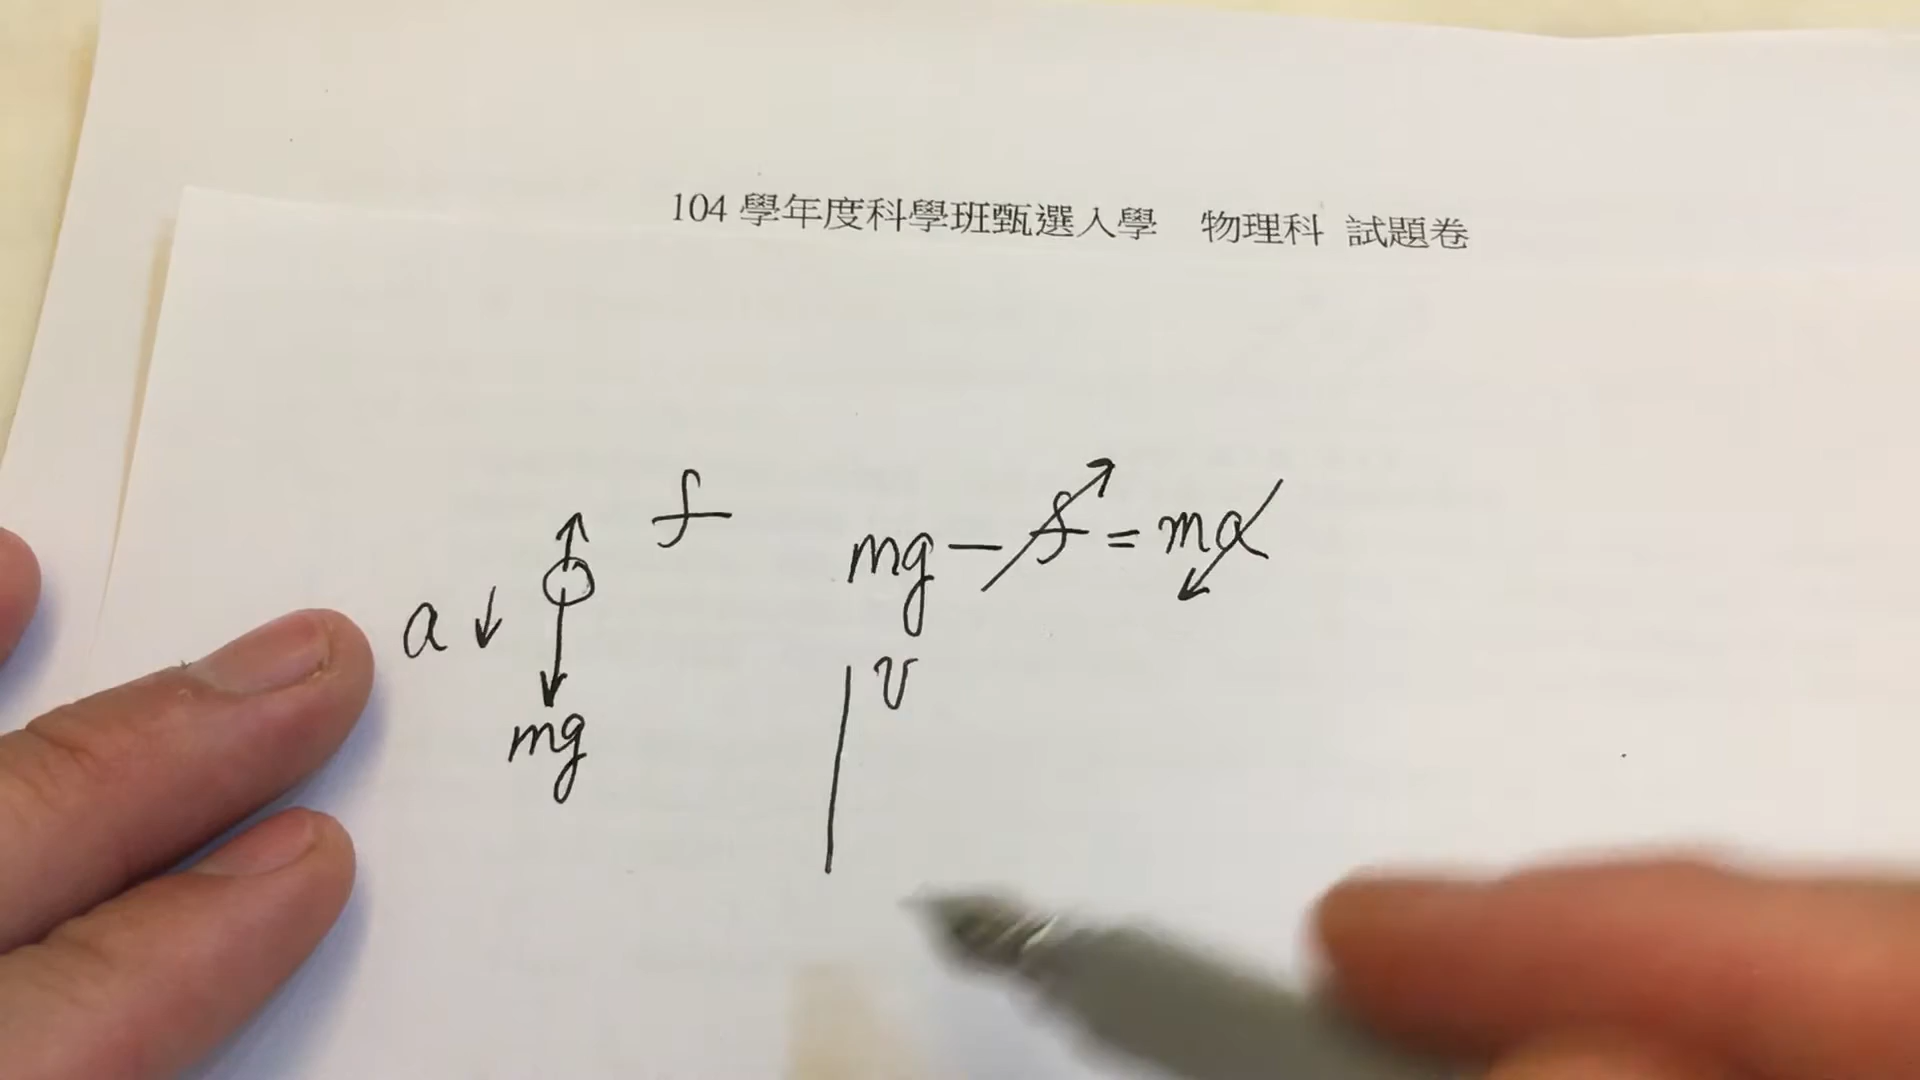 104 學年度科學班甄選入學 物理科 試題卷
f
mg - f = ma
a
mg
v